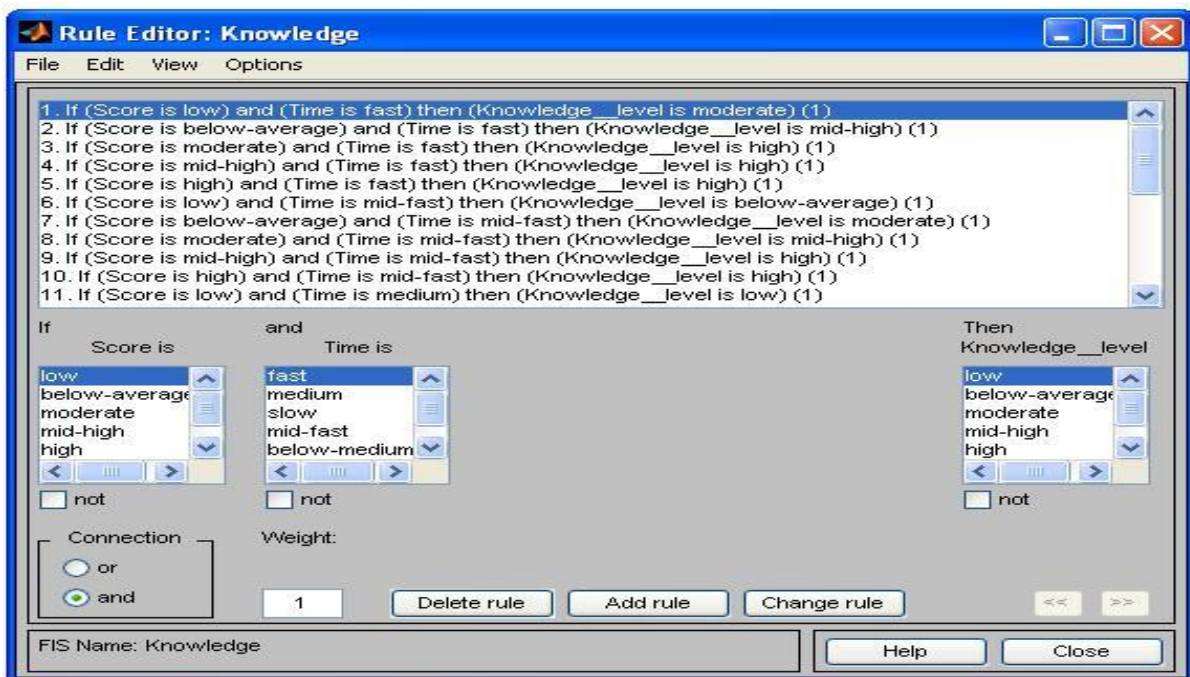 Rule Editor: Knowledge
File Edit View Options
1. If (Score is low) and (Time is fast) then (Knowledge__level is moderate) (1)
2. If (Score is below-average) and (Time is fast) then (Knowledge__level is mid-high) (1)
3. If (Score is moderate) and (Time is fast) then (Knowledge__level is high) (1)
4. If (Score is mid-high) and (Time is fast) then (Knowledge__level is high) (1)
5. If (Score is high) and (Time is fast) then (Knowledge__level is high) (1)
6. If (Score is low) and (Time is mid-fast) then (Knowledge__level is below-average) (1)
7. If (Score is below-average) and (Time is mid-fast) then (Knowledge__level is moderate) (1)
8. If (Score is moderate) and (Time is mid-fast) then (Knowledge__level is mid-high) (1)
9. If (Score is mid-high) and (Time is mid-fast) then (Knowledge__level is high) (1)
10. If (Score is high) and (Time is mid-fast) then (Knowledge__level is high) (1)
11. If (Score is low) and (Time is medium) then (Knowledge__level is low) (1)
If and Then
Score is Time is Knowledge__level
low fast low
below-average medium below-average
moderate slow moderate
mid-high mid-fast mid-high
high below-medium high
not not not
Connection Weight:
or
and 1 Delete rule Add rule Change rule << >>
FIS Name: Knowledge Help Close